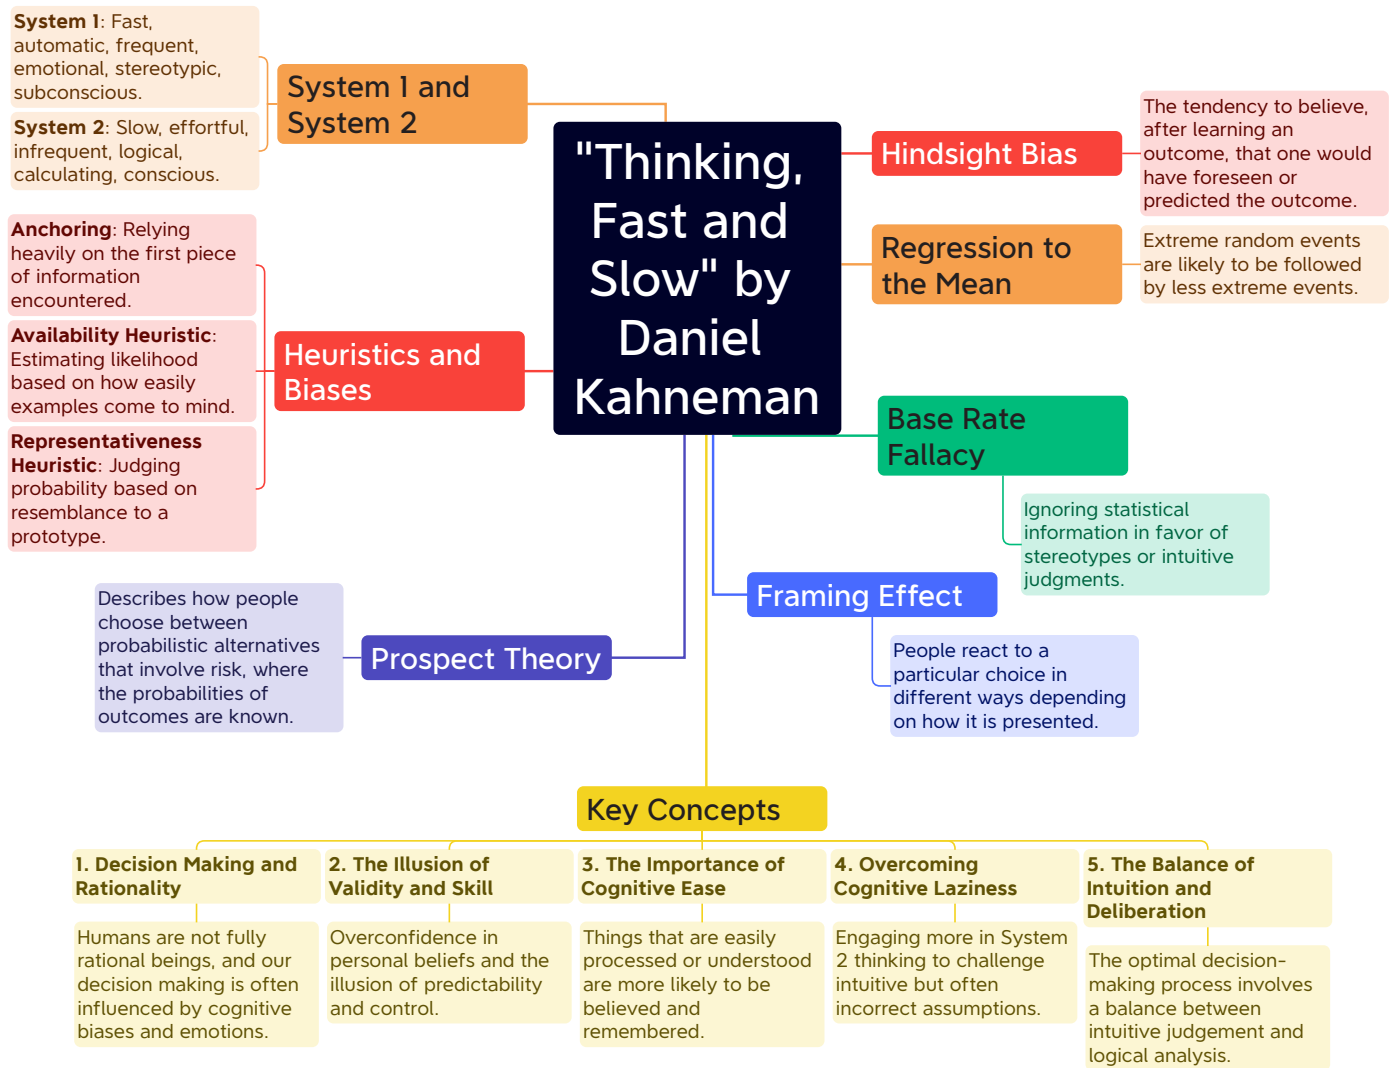 "Thinking,
Fast and
Slow" by
Daniel
Kahneman
System 1 and
System 2
System 1: Fast,
automatic, frequent,
emotional, stereotypic,
subconscious.
System 2: Slow, effortful,
infrequent, logical,
calculating, conscious.
Heuristics and
Biases
Anchoring: Relying
heavily on the first piece
of information
encountered.
Availability Heuristic:
Estimating likelihood
based on how easily
examples come to mind.
Representativeness
Heuristic: Judging
probability based on
resemblance to a
prototype.
Prospect Theory
Describes how people
choose between
probabilistic alternatives
that involve risk, where
the probabilities of
outcomes are known.
Hindsight Bias
The tendency to believe,
after learning an
outcome, that one would
have foreseen or
predicted the outcome.
Regression to
the Mean
Extreme random events
are likely to be followed
by less extreme events.
Base Rate
Fallacy
Ignoring statistical
information in favor of
stereotypes or intuitive
judgments.
Framing Effect
People react to a
particular choice in
different ways depending
on how it is presented.
Key Concepts
1. Decision Making and
Rationality
Humans are not fully
rational beings, and our
decision making is often
influenced by cognitive
biases and emotions.
2. The Illusion of
Validity and Skill
Overconfidence in
personal beliefs and the
illusion of predictability
and control.
3. The Importance of
Cognitive Ease
Things that are easily
processed or understood
are more likely to be
believed and
remembered.
4. Overcoming
Cognitive Laziness
Engaging more in System
2 thinking to challenge
intuitive but often
incorrect assumptions.
5. The Balance of
Intuition and
Deliberation
The optimal decision-
making process involves
a balance between
intuitive judgement and
logical analysis.